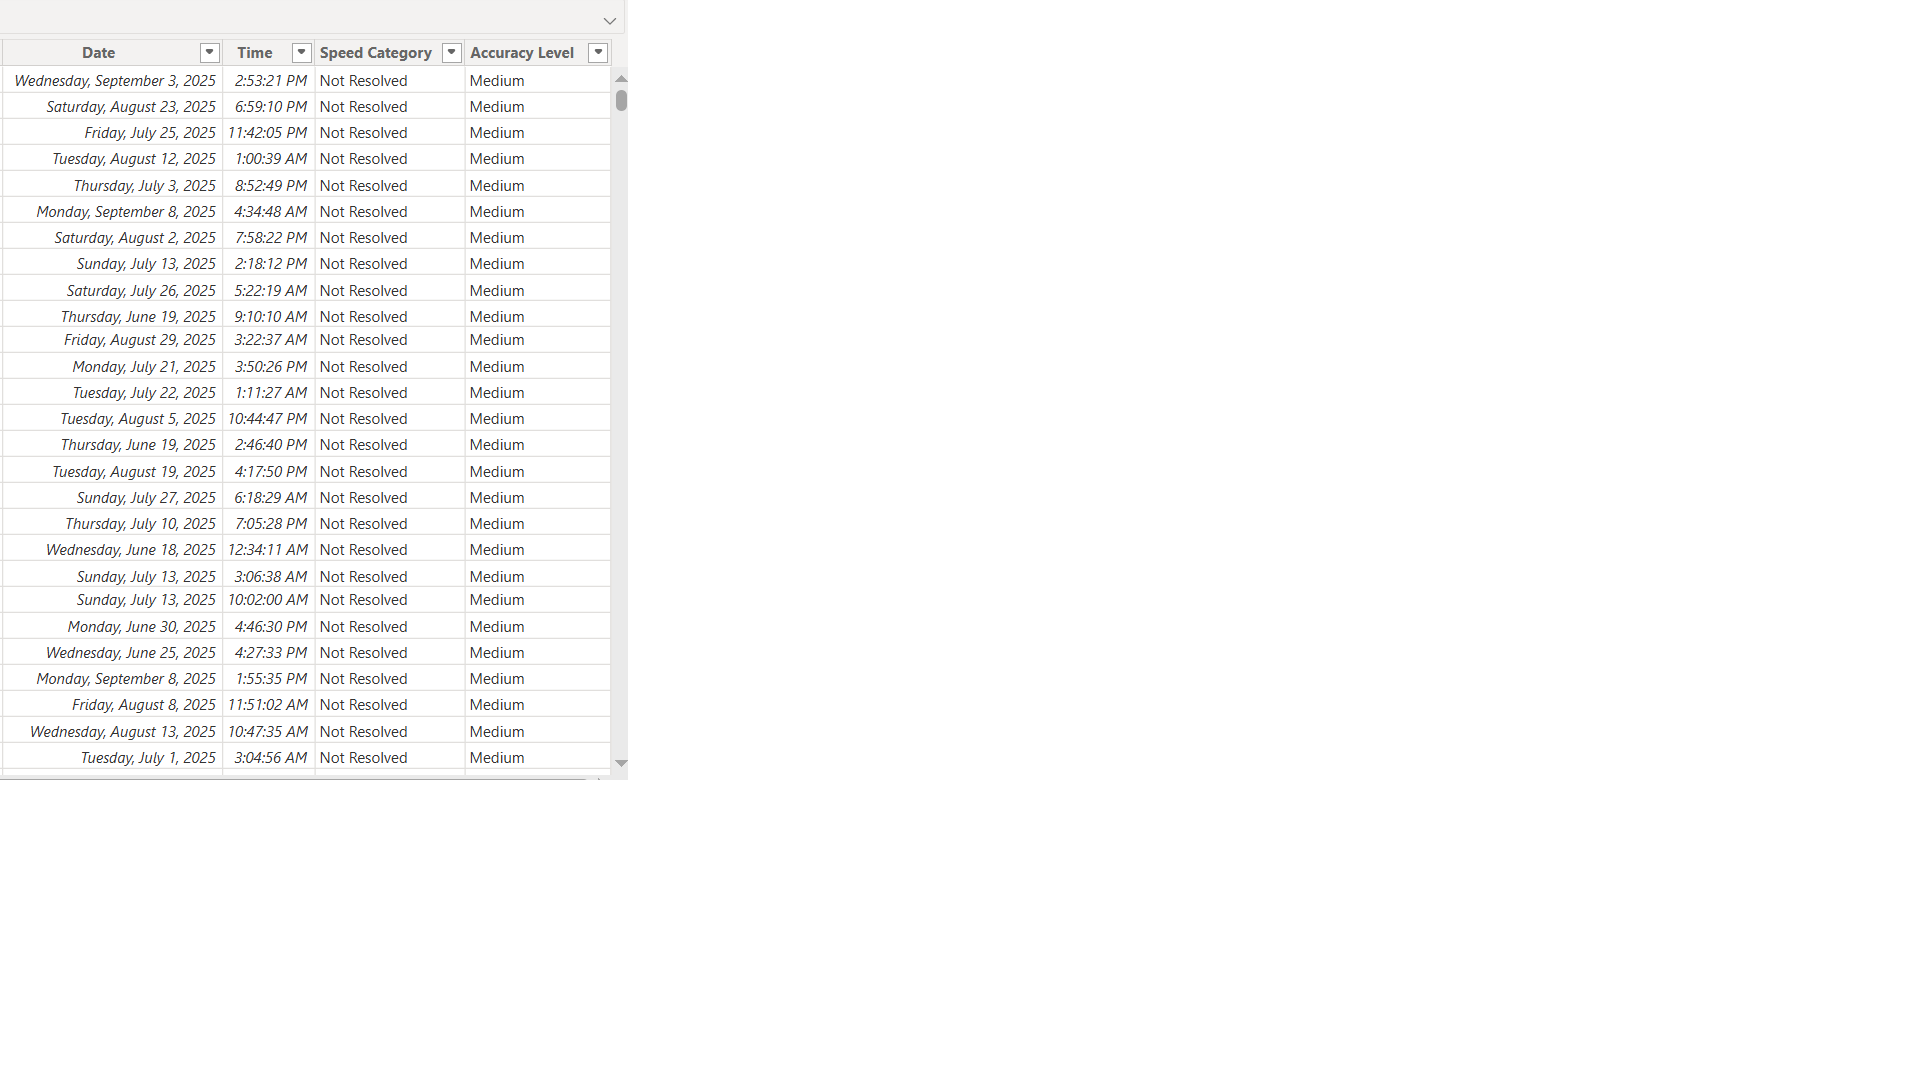 Date Time Speed Category Accuracy Level
Wednesday, September 3, 2025 2:53:21 PM Not Resolved Medium
Saturday, August 23, 2025 6:59:10 PM Not Resolved Medium
Friday, July 25, 2025 11:42:05 PM Not Resolved Medium
Tuesday, August 12, 2025 1:00:39 AM Not Resolved Medium
Thursday, July 3, 2025 8:52:49 PM Not Resolved Medium
Monday, September 8, 2025 4:34:48 AM Not Resolved Medium
Saturday, August 2, 2025 7:58:22 PM Not Resolved Medium
Sunday, July 13, 2025 2:18:12 PM Not Resolved Medium
Saturday, July 26, 2025 5:22:19 AM Not Resolved Medium
Thursday, June 19, 2025 9:10:10 AM Not Resolved Medium
Friday, August 29, 2025 3:22:37 AM Not Resolved Medium
Monday, July 21, 2025 3:50:26 PM Not Resolved Medium
Tuesday, July 22, 2025 1:11:27 AM Not Resolved Medium
Tuesday, August 5, 2025 10:44:47 PM Not Resolved Medium
Thursday, June 19, 2025 2:46:40 PM Not Resolved Medium
Tuesday, August 19, 2025 4:17:50 PM Not Resolved Medium
Sunday, July 27, 2025 6:18:29 AM Not Resolved Medium
Thursday, July 10, 2025 7:05:28 PM Not Resolved Medium
Wednesday, June 18, 2025 12:34:11 AM Not Resolved Medium
Sunday, July 13, 2025 3:06:38 AM Not Resolved Medium
Sunday, July 13, 2025 10:02:00 AM Not Resolved Medium
Monday, June 30, 2025 4:46:30 PM Not Resolved Medium
Wednesday, June 25, 2025 4:27:33 PM Not Resolved Medium
Monday, September 8, 2025 1:55:35 PM Not Resolved Medium
Friday, August 8, 2025 11:51:02 AM Not Resolved Medium
Wednesday, August 13, 2025 10:47:35 AM Not Resolved Medium
Tuesday, July 1, 2025 3:04:56 AM Not Resolved Medium